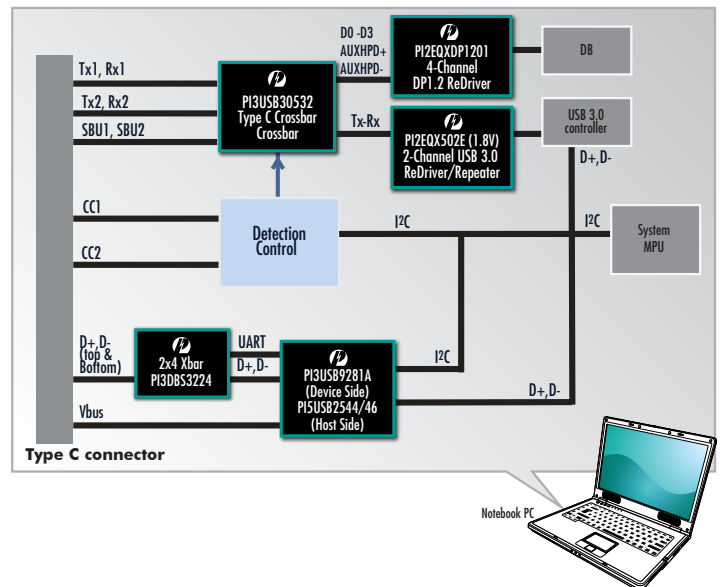 D0 -D3
AUXHPD+
AUXHPD-
PI2EQXDP1201
4-Channel
DP1.2 ReDriver
DB
Tx1, Rx1
Tx2, Rx2
SBU1, SBU2
PI3USB30532
Type C Crossbar
Crossbar
Tx-Rx
PI2EQX502E (1.8V)
2-Channel USB 3.0
ReDriver/Repeater
USB 3.0
controller
D+,D-
CC1
CC2
Detection
Control
I2C
I2C
System
MPU
D+,D-
(top &
Bottom)
2x4 Xbar
PI3DBS3224
UART
D+,D-
PI3USB9281A
(Device Side)
PI5USB2544/46
(Host Side)
I2C
D+,D-
Vbus
Type C connector
Notebook PC